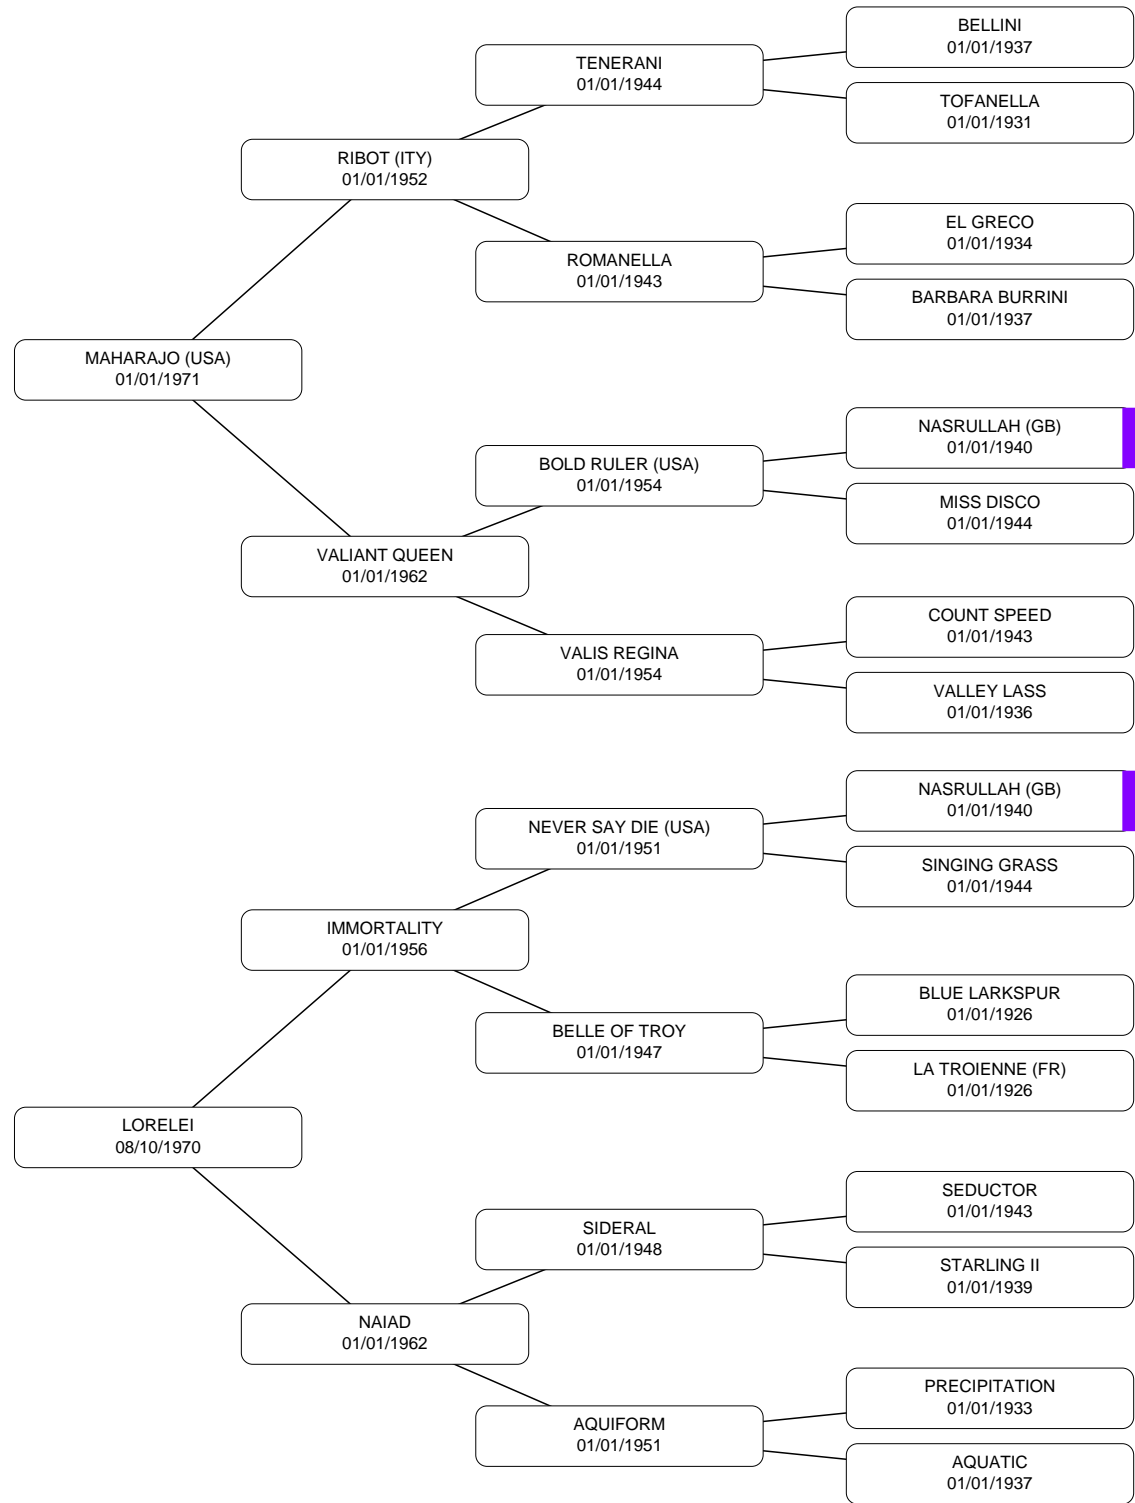 BELLINI
01/01/1937
TENERANI
01/01/1944
TOFANELLA
01/01/1931
RIBOT (ITY)
01/01/1952
EL GRECO
01/01/1934
ROMANELLA
01/01/1943
BARBARA BURRINI
01/01/1937
MAHARAJO (USA)
01/01/1971
NASRULLAH (GB)
01/01/1940
BOLD RULER (USA)
01/01/1954
MISS DISCO
01/01/1944
VALIANT QUEEN
01/01/1962
COUNT SPEED
01/01/1943
VALIS REGINA
01/01/1954
VALLEY LASS
01/01/1936
NASRULLAH (GB)
01/01/1940
NEVER SAY DIE (USA)
01/01/1951
SINGING GRASS
01/01/1944
IMMORTALITY
01/01/1956
BLUE LARKSPUR
01/01/1926
BELLE OF TROY
01/01/1947
LA TROIENNE (FR)
01/01/1926
LORELEI
08/10/1970
SEDUCTOR
01/01/1943
SIDERAL
01/01/1948
STARLING II
01/01/1939
NAIAD
01/01/1962
PRECIPITATION
01/01/1933
AQUIFORM
01/01/1951
AQUATIC
01/01/1937